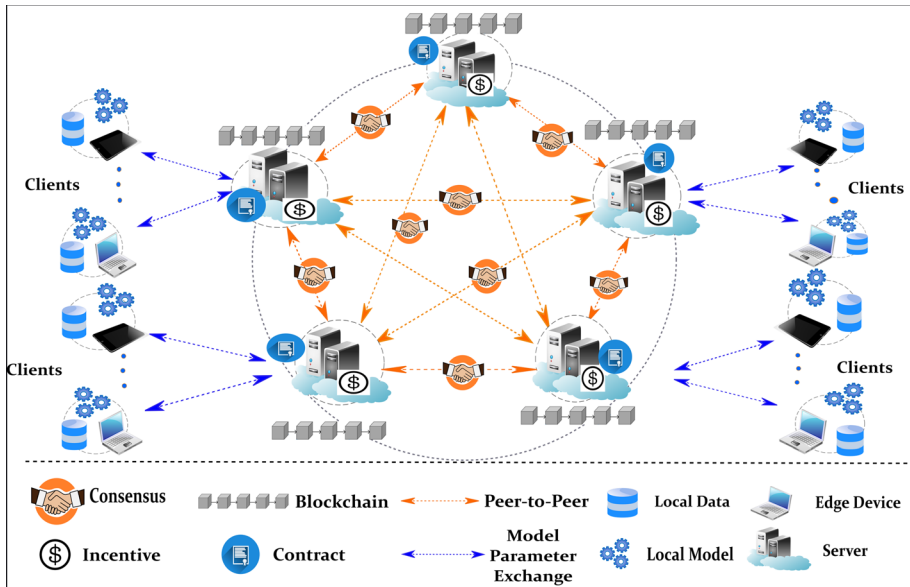 $
$
$
$
$
Clients
Clients
Clients
Clients
Consensus
Blockchain
Peer-to-Peer
Local Data
Edge Device
$
Incentive
Contract
Model
Parameter
Exchange
Local Model
Server